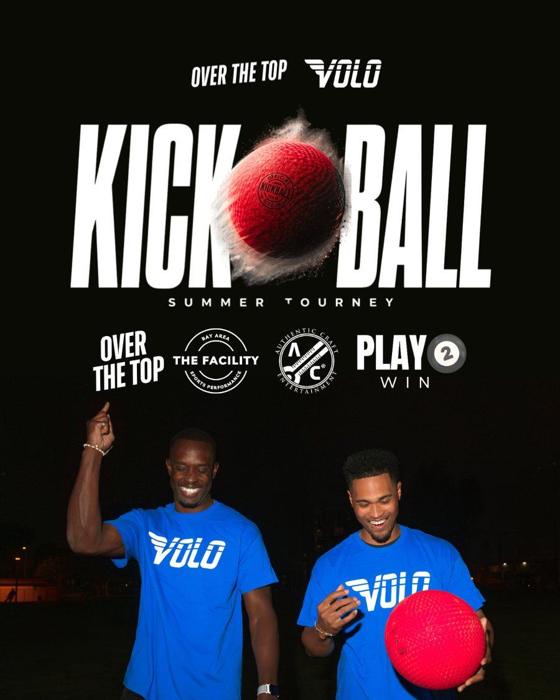 OVER THE TOP VOLO
KICK BALL
KICKBALL
SUMMER TOURNEY
OVER
THE TOP
BAY AREA
THE FACILITY
SPORTS PERFORMANCE
AUTHENTIC CRAFT
A
C
ENTERTAINMENT
PLAY 2
WIN
VOLO
VOLO